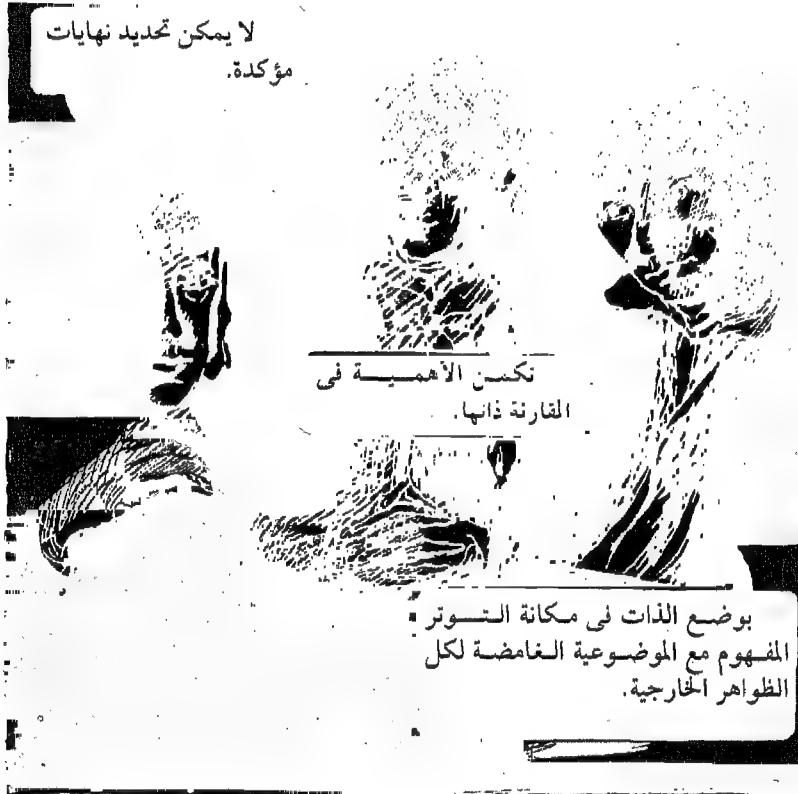 لا يمكن تحديد نهايات
مؤكدة.
تكمن الأهمية فى
المقارنة ذاتها.
بوضع الذات فى مكانة التوتر
المفهوم مع الموضوعية الغامضة لكل
الظواهر الخارجية.